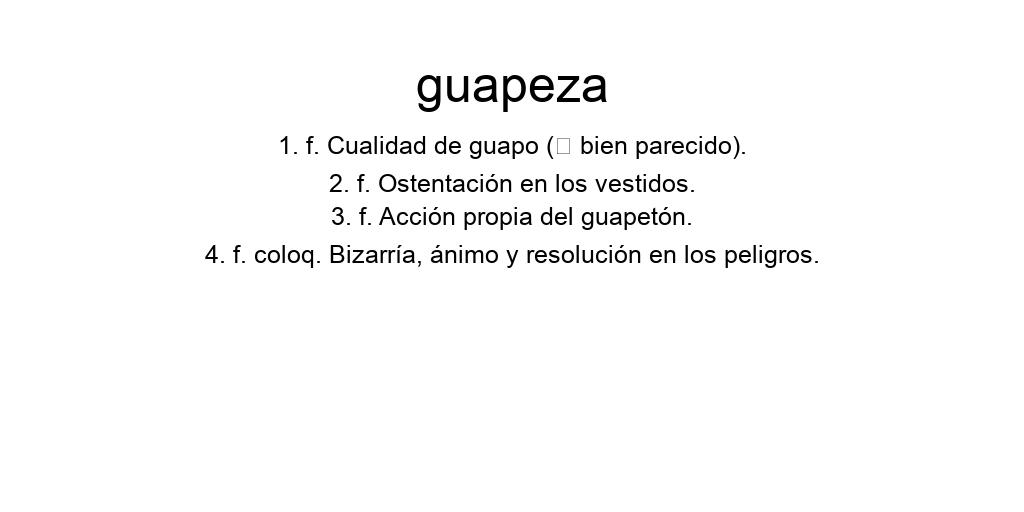 guapeza
1. f. Cualidad de guapo (□ bien parecido).
2. f. Ostentación en los vestidos.
3. f. Acción propia del guapetón.
4. f. coloq. Bizarría, ánimo y resolución en los peligros.